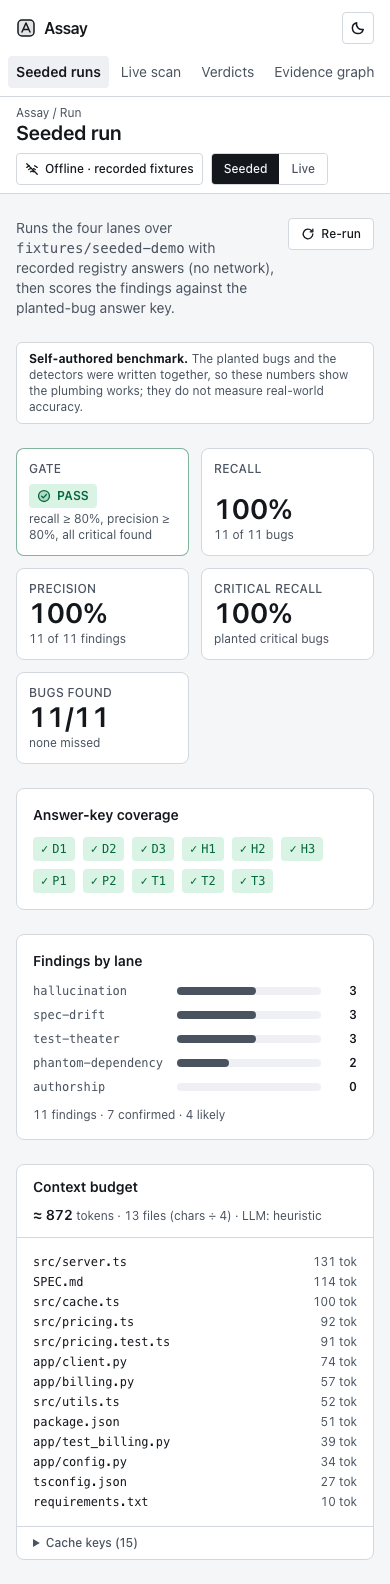 Assay
Seeded runs Live scan Verdicts Evidence graph
Assay / Run
Seeded run
Offline · recorded fixtures Seeded Live
Runs the four lanes over
fixtures/seeded-demo with
recorded registry answers (no network),
then scores the findings against the
planted-bug answer key.
Re-run
Self-authored benchmark. The planted bugs and the
detectors were written together, so these numbers show
the plumbing works; they do not measure real-world
accuracy.
GATE
PASS
recall ≥ 80%, precision ≥
80%, all critical found
RECALL
100%
11 of 11 bugs
PRECISION
100%
11 of 11 findings
CRITICAL RECALL
100%
planted critical bugs
BUGS FOUND
11/11
none missed
Answer-key coverage
✓ D1 ✓ D2 ✓ D3 ✓ H1 ✓ H2 ✓ H3
✓ P1 ✓ P2 ✓ T1 ✓ T2 ✓ T3
Findings by lane
hallucination 3
spec-drift 3
test-theater 3
phantom-dependency 2
authorship 0
11 findings · 7 confirmed · 4 likely
Context budget
≈ 872 tokens · 13 files (chars ÷ 4) · LLM: heuristic
src/server.ts 131 tok
SPEC.md 114 tok
src/cache.ts 100 tok
src/pricing.ts 92 tok
src/pricing.test.ts 91 tok
app/client.py 74 tok
app/billing.py 57 tok
src/utils.ts 52 tok
package.json 51 tok
app/test_billing.py 39 tok
app/config.py 34 tok
tsconfig.json 27 tok
requirements.txt 10 tok
▶ Cache keys (15)